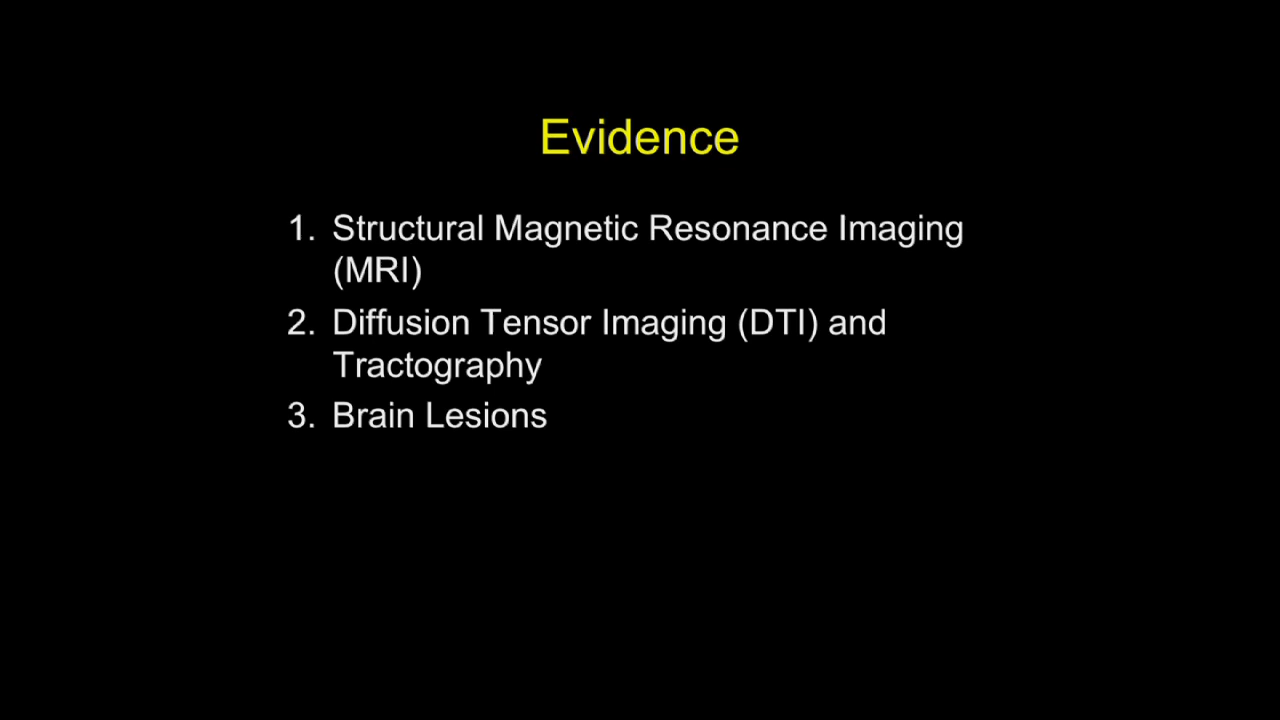 Evidence
1. Structural Magnetic Resonance Imaging
(MRI)
2. Diffusion Tensor Imaging (DTI) and
Tractography
3. Brain Lesions